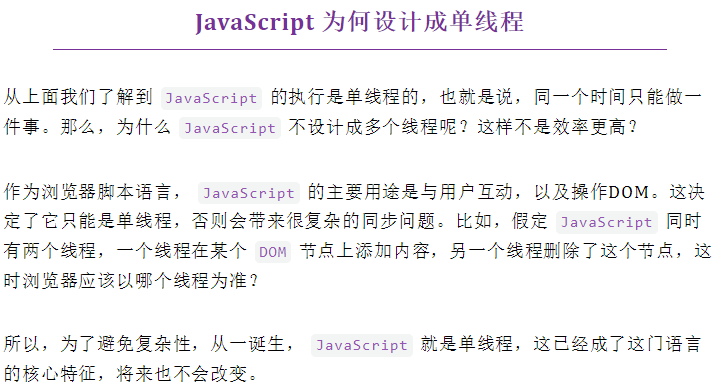 JavaScript 为何设计成单线程
从上面我们了解到 JavaScript 的执行是单线程的，也就是说，同一个时间只能做一
件事。那么，为什么 JavaScript 不设计成多个线程呢？这样不是效率更高？
作为浏览器脚本语言， JavaScript 的主要用途是与用户互动，以及操作DOM。这决
定了它只能是单线程，否则会带来很复杂的同步问题。比如，假定 JavaScript 同时
有两个线程，一个线程在某个 DOM 节点上添加内容，另一个线程删除了这个节点，这
时浏览器应该以哪个线程为准？
所以，为了避免复杂性，从一诞生， JavaScript 就是单线程，这已经成了这门语言
的核心特征，将来也不会改变。